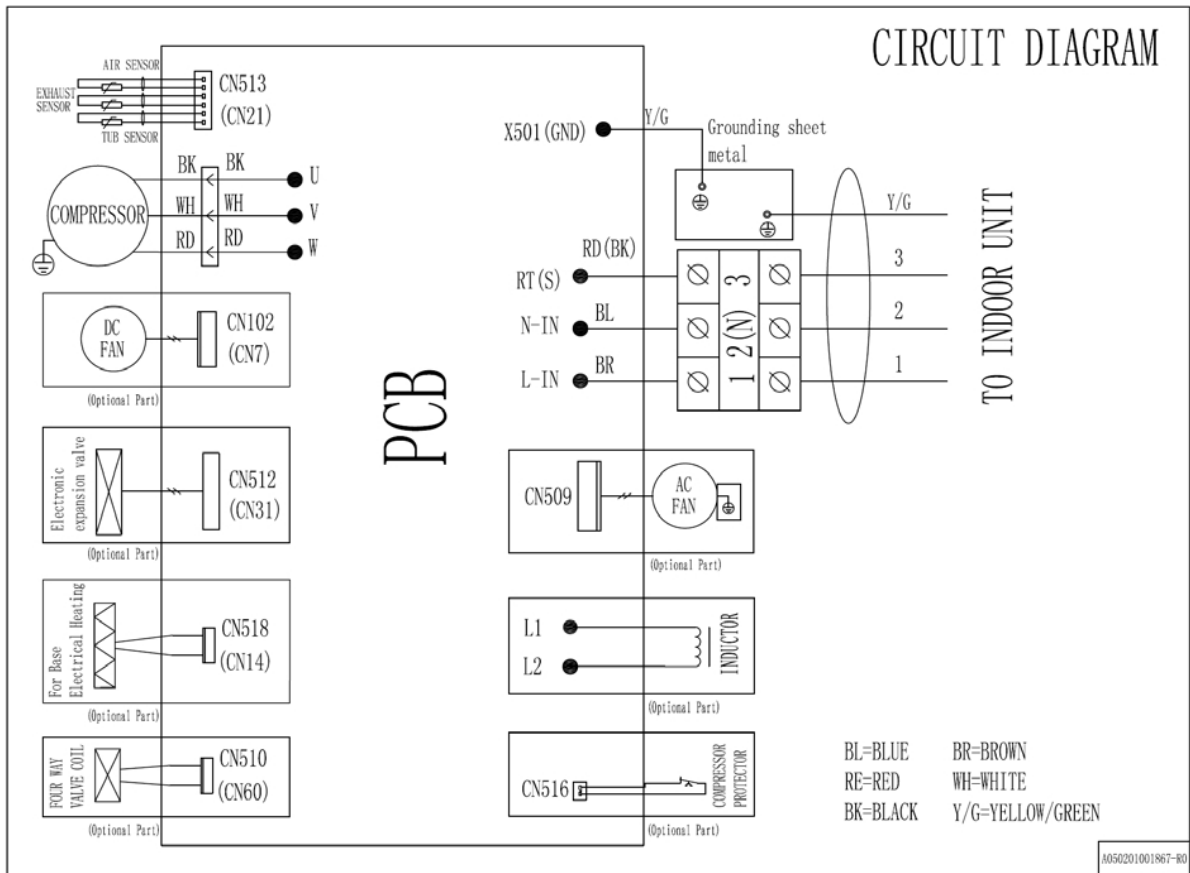 CIRCUIT DIAGRAM
AIR SENSOR
EXHAUST
SENSOR
TUB SENSOR
CN513
(CN21)
COMPRESSOR
BK BK U
WH WH V
RD RD W
DC
FAN
CN102
(CN7)
(Optional Part)
Electronic
expansion valve
CN512
(CN31)
(Optional Part)
For Base
Electrical Heating
CN518
(CN14)
(Optional Part)
FOUR WAY
VALVE COIL
CN510
(CN60)
(Optional Part)
PCB
X501(GND)
Y/G
Grounding sheet
metal
Y/G
RT(S)
RD(BK)
N-IN
BL
L-IN
BR
1 2(N) 3
3
2
1
TO INDOOR UNIT
CN509
AC
FAN
(Optional Part)
L1
L2
INDUCTOR
(Optional Part)
CN516
COMPRESSOR
PROTECTOR
(Optional Part)
BL=BLUE BR=BROWN
RE=RED WH=WHITE
BK=BLACK Y/G=YELLOW/GREEN
A050201001867-R0